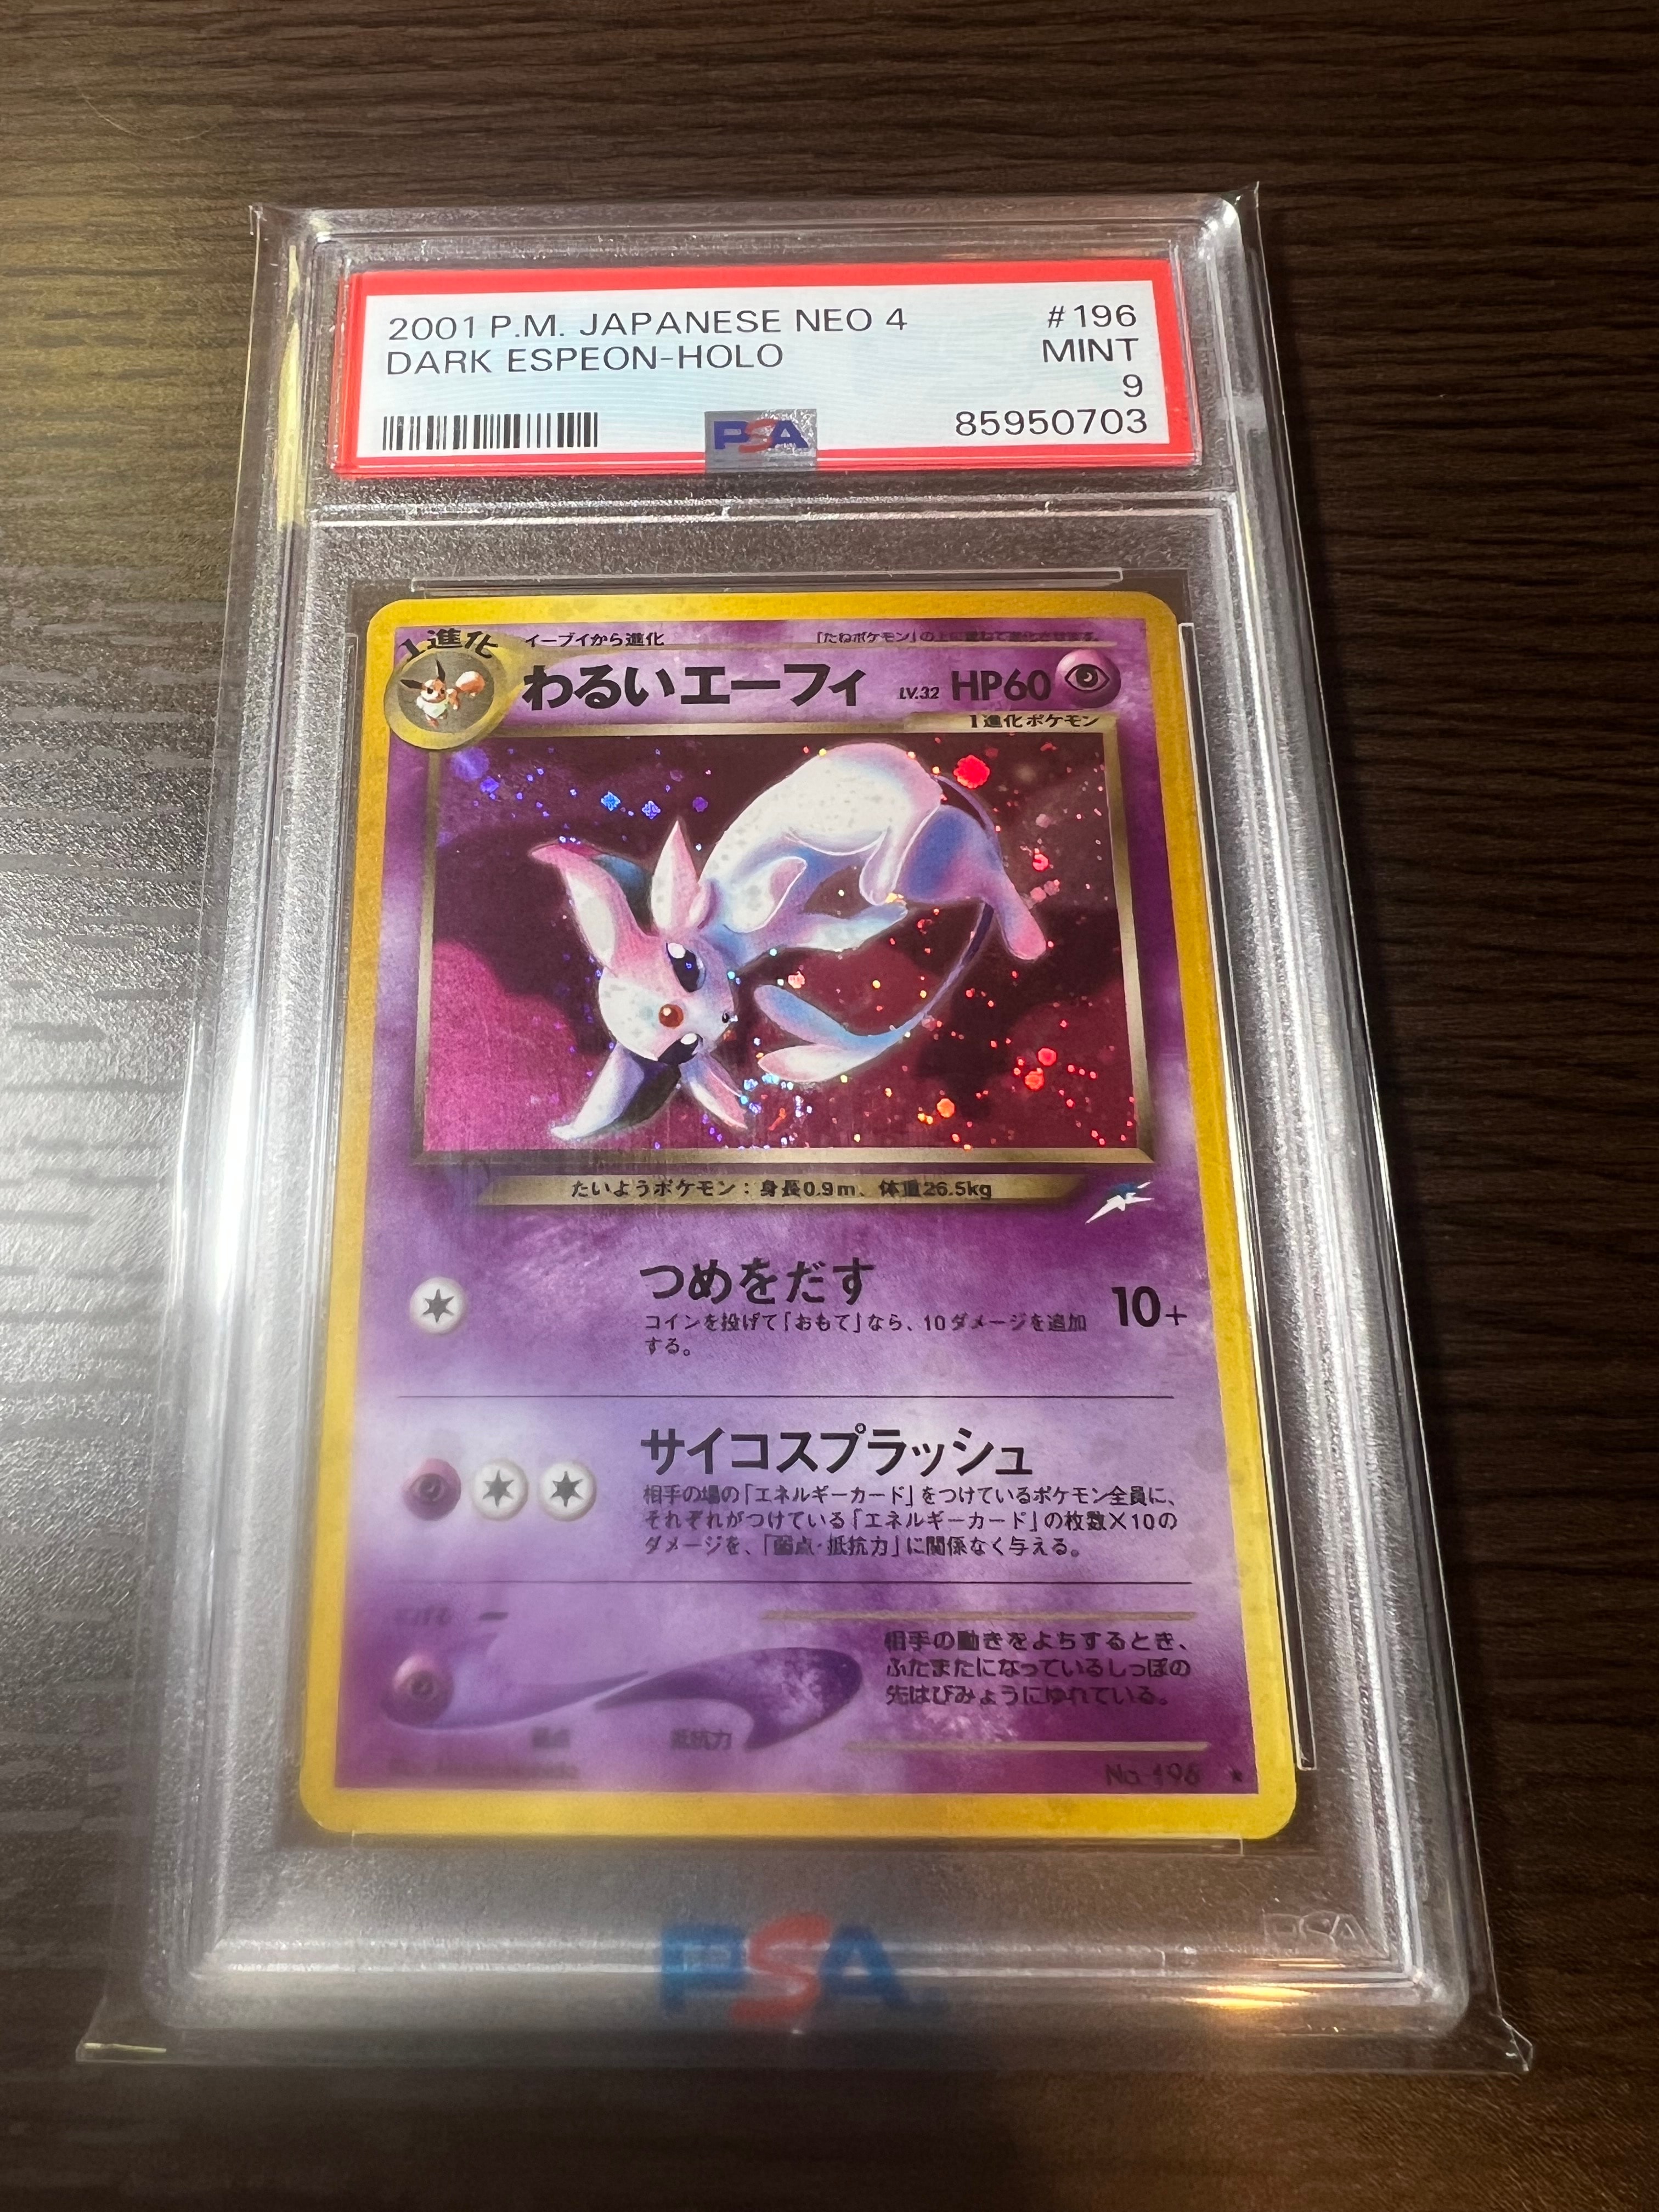 2001 P.M. JAPANESE NEO 4 #196
DARK ESPEON-HOLO MINT
9
PSA 85950703
1進化 イーブイから進化 「たねポケモン」の上に重ねて進化させます。
わるいエーフィ LV.32 HP60
1進化ポケモン
たいようポケモン:身長0.9m、体重26.5kg
つめをだす 10+
コインを投げて「おもて」なら、10ダメージを追加
する。
サイコスプラッシュ
相手の場の「エネルギーカード」をつけているポケモン全員に、
それぞれがつけている「エネルギーカード」の枚数×10の
ダメージを、「弱点・抵抗力」に関係なく与える。
相手の動きをよちするとき、
ふたまたになっているしっぽの
先はびみょうにゆれている。
弱点 抵抗力
No.196
PSA
PSA